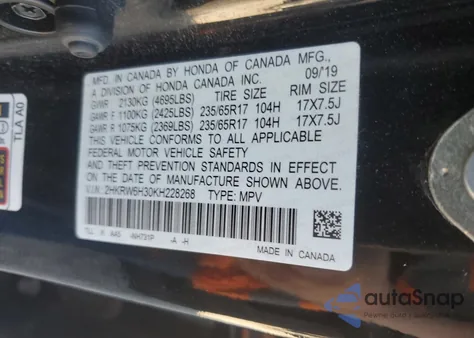 MFD. IN CANADA BY HONDA OF CANADA MFG.,
A DIVISION OF HONDA CANADA INC. 09/19
TIRE SIZE RIM SIZE
GVWR 2130KG (4695LBS)
GAWR F 1100KG (2425LBS) 235/65R17 104H 17X7.5J
GAWR R 1075KG (2369LBS) 235/65R17 104H 17X7.5J
THIS VEHICLE CONFORMS TO ALL APPLICABLE
FEDERAL MOTOR VEHICLE SAFETY
AND THEFT PREVENTION STANDARDS IN EFFECT
ON THE DATE OF MANUFACTURE SHOWN ABOVE.
V.I.N. 2HKRW6H30KH228268 TYPE: MPV
-A -H
MADE IN CANADA
TLA A0
autoSnap